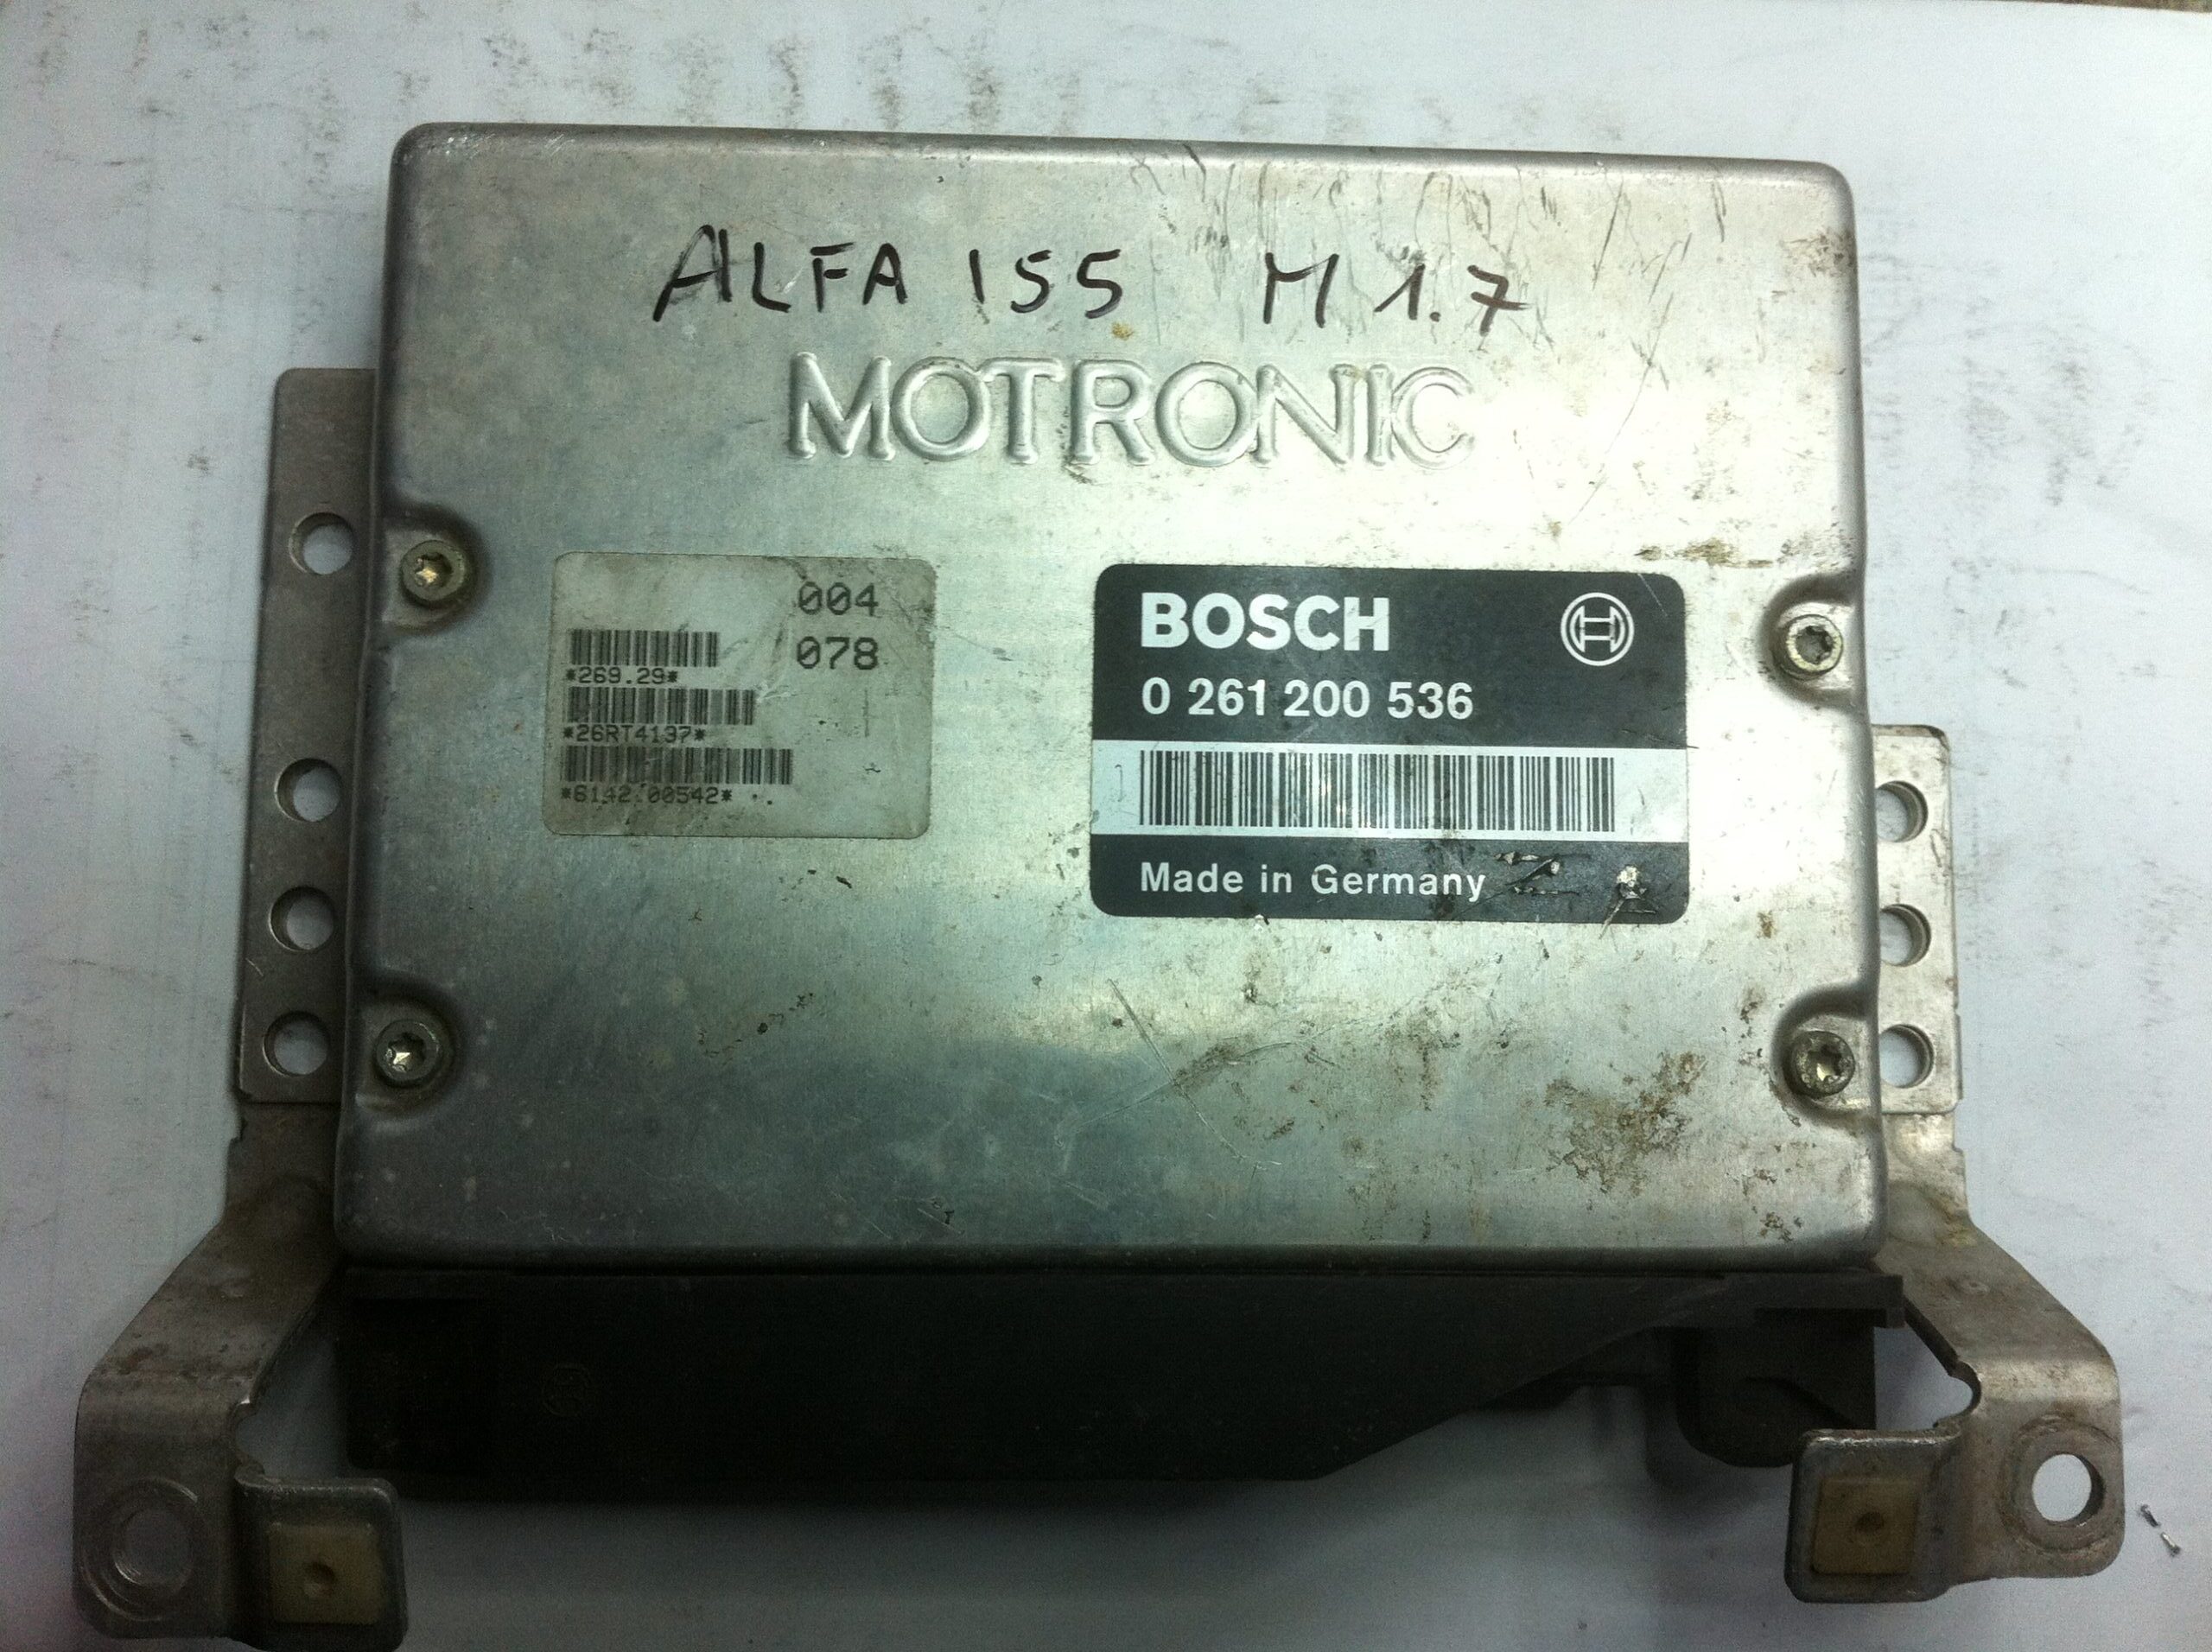 ALFA 155 M 1.7
MOTRONIC
004
078
*269.29*
*26RT4137*
*6142.00542*
BOSCH
0 261 200 536
Made in Germany